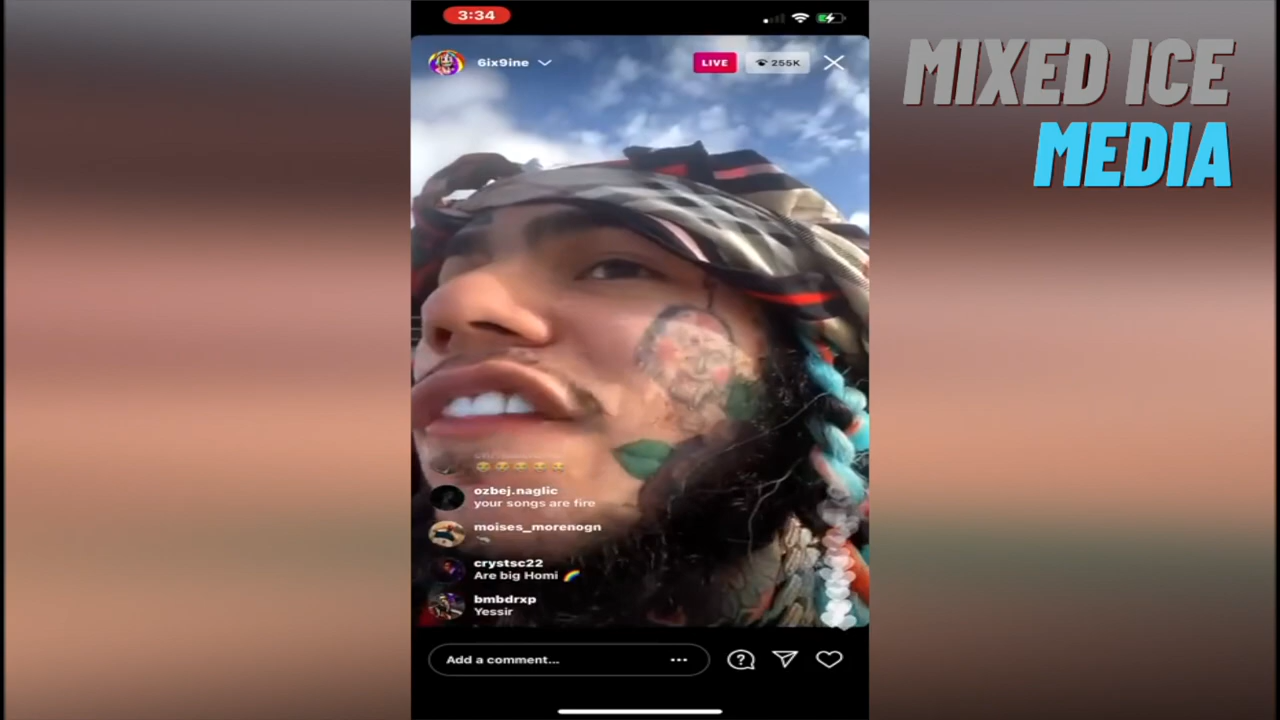 3:34
6ix9ine
LIVE
255K
MIXED ICE
MEDIA
ozbej.naglic
your songs are fire
moises_morenogn
crystsc22
Are big Homi 🌈
bmbdrxp
Yessir
Add a comment...